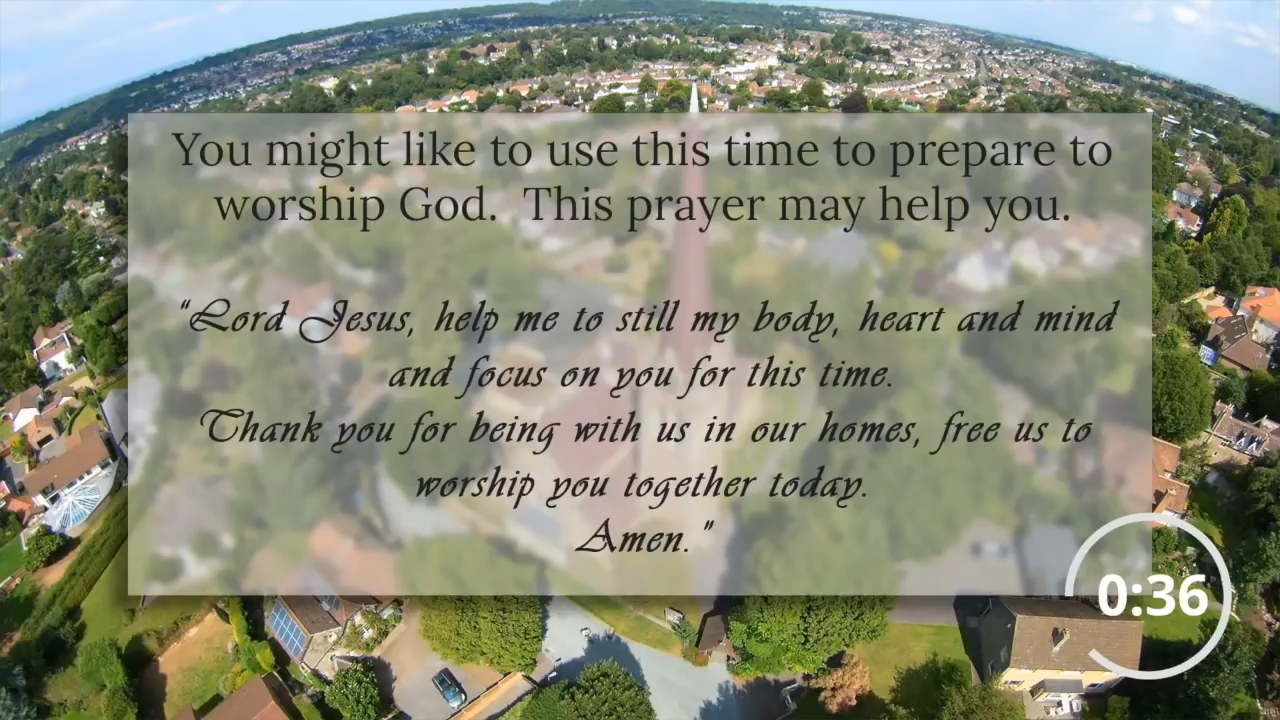 You might like to use this time to prepare to
worship God.  This prayer may help you.
“Lord Jesus, help me to still my body, heart and mind
and focus on you for this time.
Thank you for being with us in our homes, free us to
worship you together today.
Amen.”
0:36